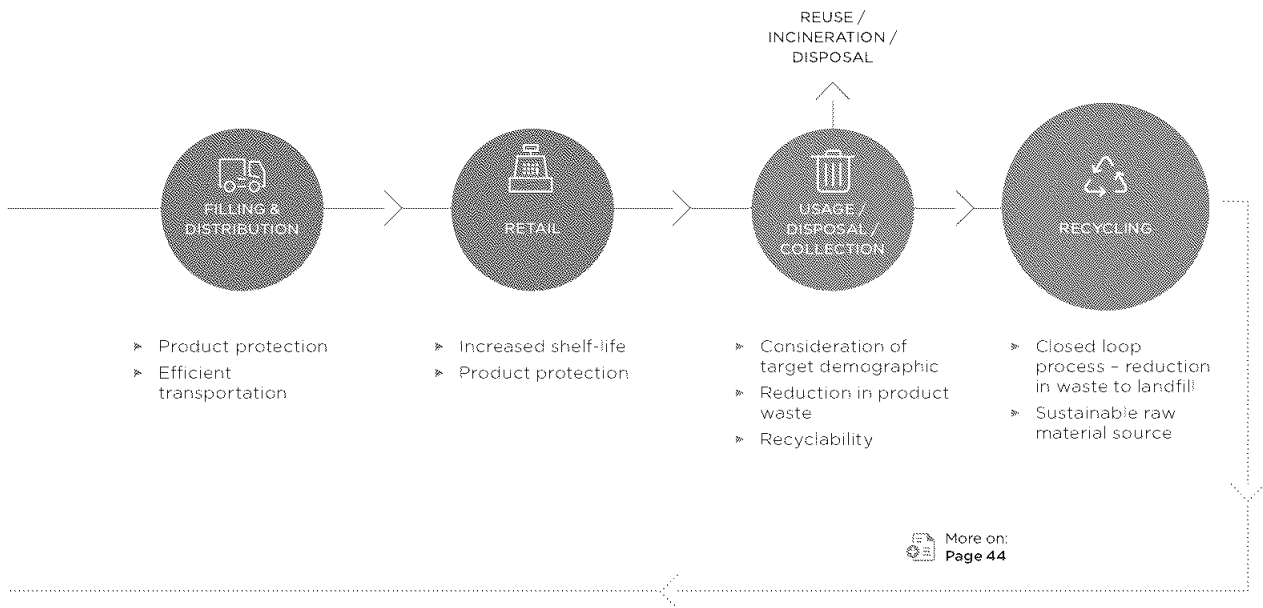 REUSE /
INCINERATION /
DISPOSAL
FILLING &
DISTRIBUTION
RETAIL
USAGE /
DISPOSAL /
COLLECTION
RECYCLING
Product protection
Efficient
transportation
Increased shelf-life
Product protection
Consideration of
target demographic
Reduction in product
waste
Recyclability
Closed loop
process – reduction
in waste to landfill
Sustainable raw
material source
More on:
Page 44